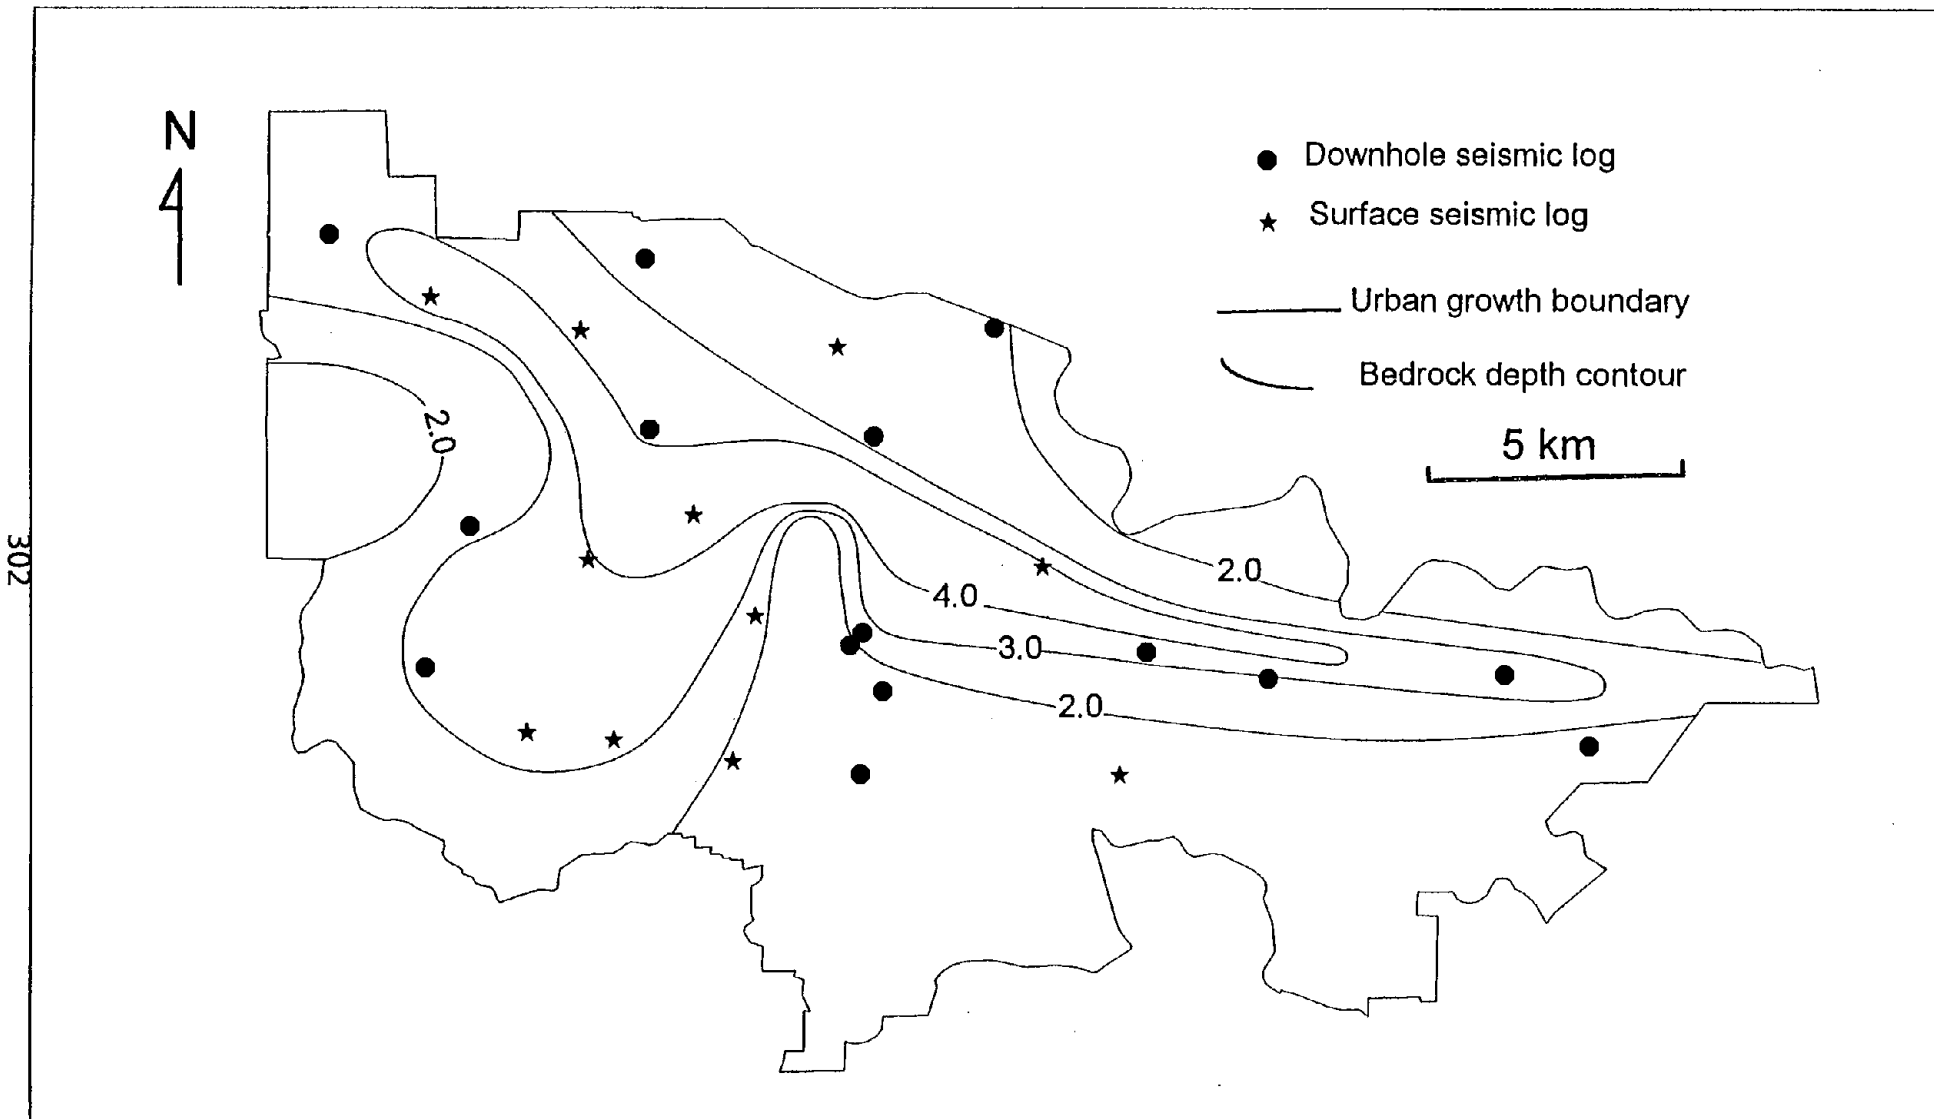 N
Downhole seismic log
Surface seismic log
Urban growth boundary
Bedrock depth contour
5 km
2.0
2.0
4.0
3.0
2.0
302